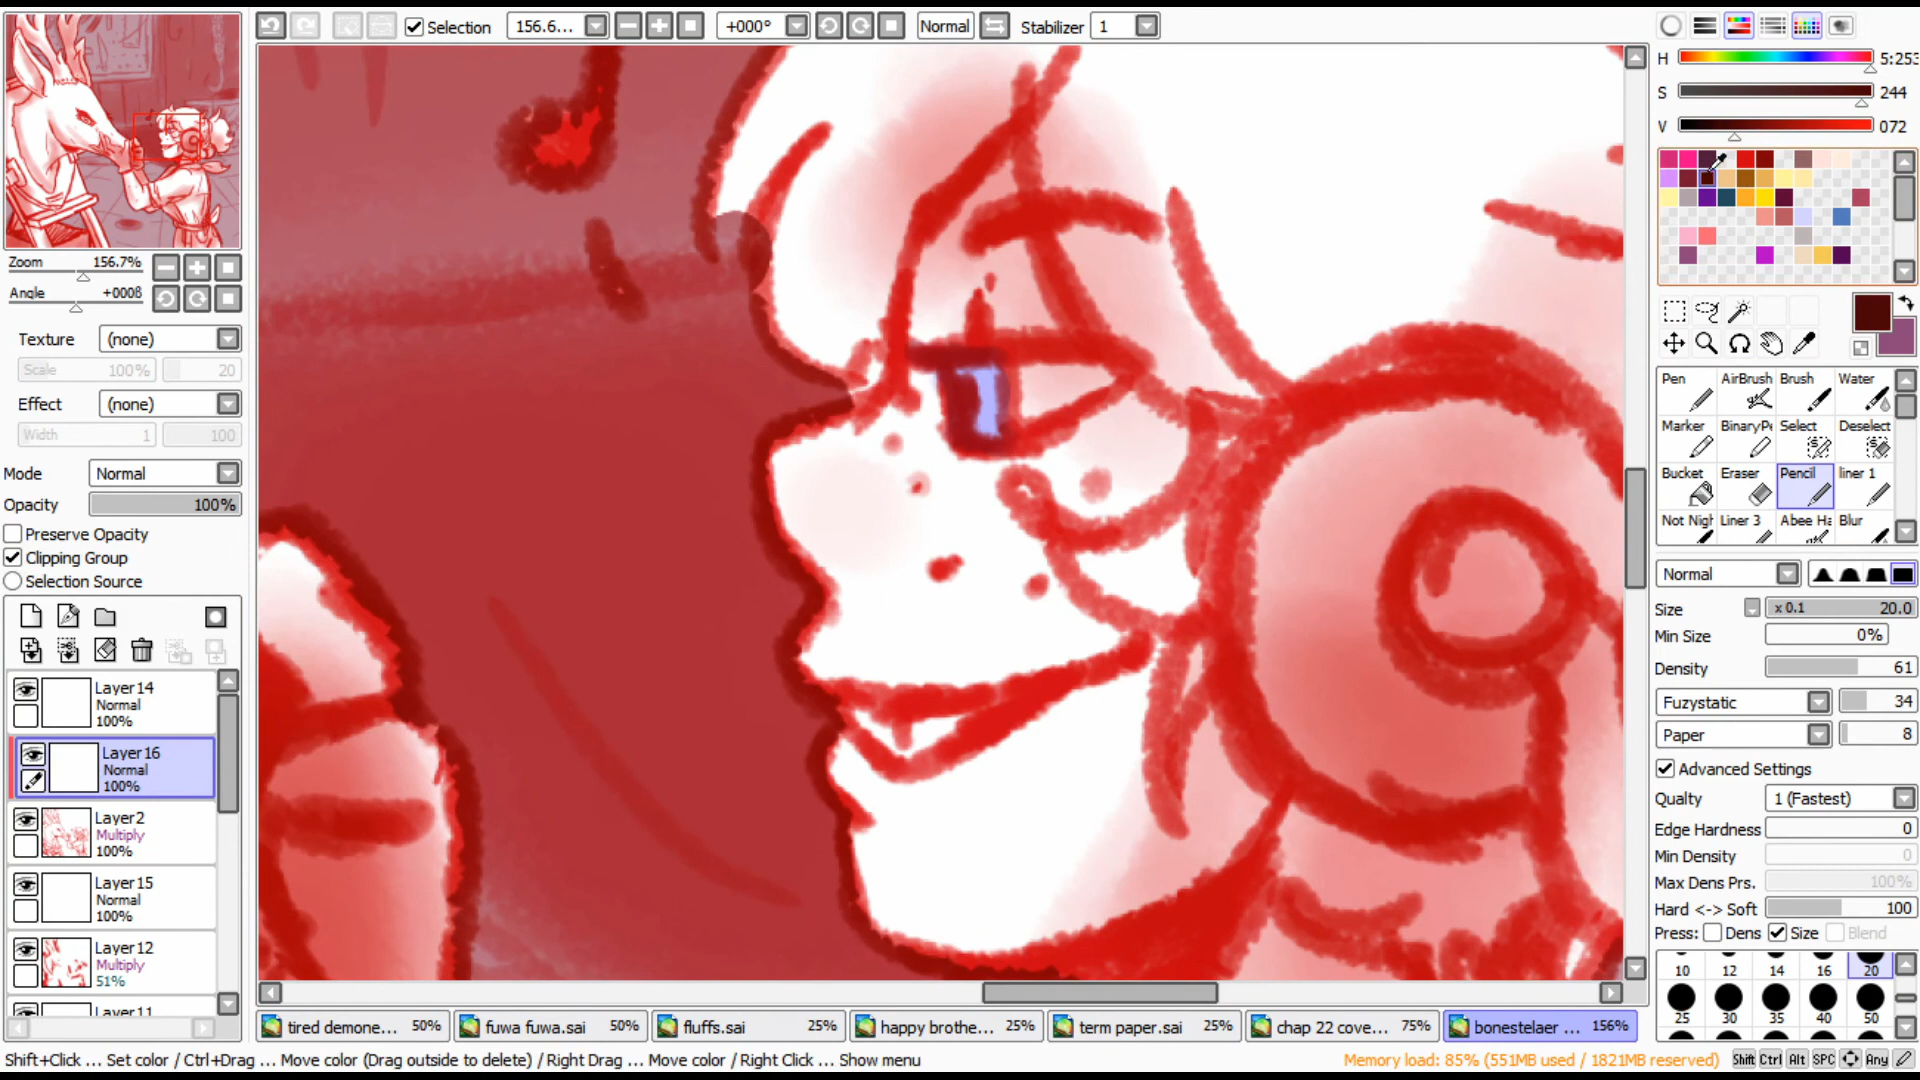 Selection 156.6... +000° Normal Stabilizer 1
H 5:253
S 244
V 072
Zoom 156.7%
Angle +000ß
Texture (none)
Scale 100% 20
Effect (none)
Width 1 100
Mode Normal
Opacity 100%
Preserve Opacity
Clipping Group
Selection Source
Layer14
Normal
100%
Layer16
Normal
100%
Layer2
Multiply
100%
Layer15
Normal
100%
Layer12
Multiply
51%
Layer11
Pen AirBrush Brush Water
Marker BinaryPe Select Deselect
Bucket Eraser Pencil liner 1
Not Nigh Liner 3 Abee Ha Blur
Normal
Size x 0.1 20.0
Min Size 0%
Density 61
Fuzystatic 34
Paper 8
Advanced Settings
Qualty 1 (Fastest)
Edge Hardness 0
Min Density 0
Max Dens Prs. 100%
Hard <-> Soft 100
Press: Dens Size Blend
10 12 14 16 20
25 30 35 40 50
tired demone... 50% fuwa fuwa.sai 50% fluffs.sai 25% happy brothe... 25% term paper.sai 25% chap 22 cove... 75% bonestelaer ... 156%
Shift+Click ... Set color / Ctrl+Drag ... Move color (Drag outside to delete) / Right Drag ... Move color / Right Click ... Show menu Memory load: 85% (551MB used / 1821MB reserved) Shift Ctrl Alt SPC Any